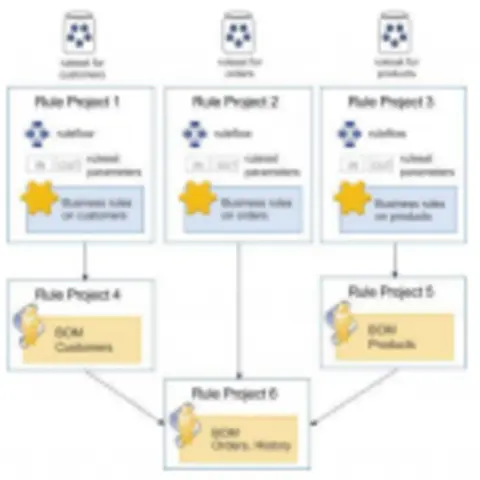 ruleset for
customers
ruleset for
orders
ruleset for
products
Rule Project 1
ruleflow
in out ruleset
parameters
Business rules
on customers
Rule Project 2
ruleflow
in out ruleset
parameters
Business rules
on orders
Rule Project 3
ruleflow
in out ruleset
parameters
Business rules
on products
Rule Project 4
BOM
Customers
Rule Project 5
BOM
Products
Rule Project 6
BOM
Orders, History